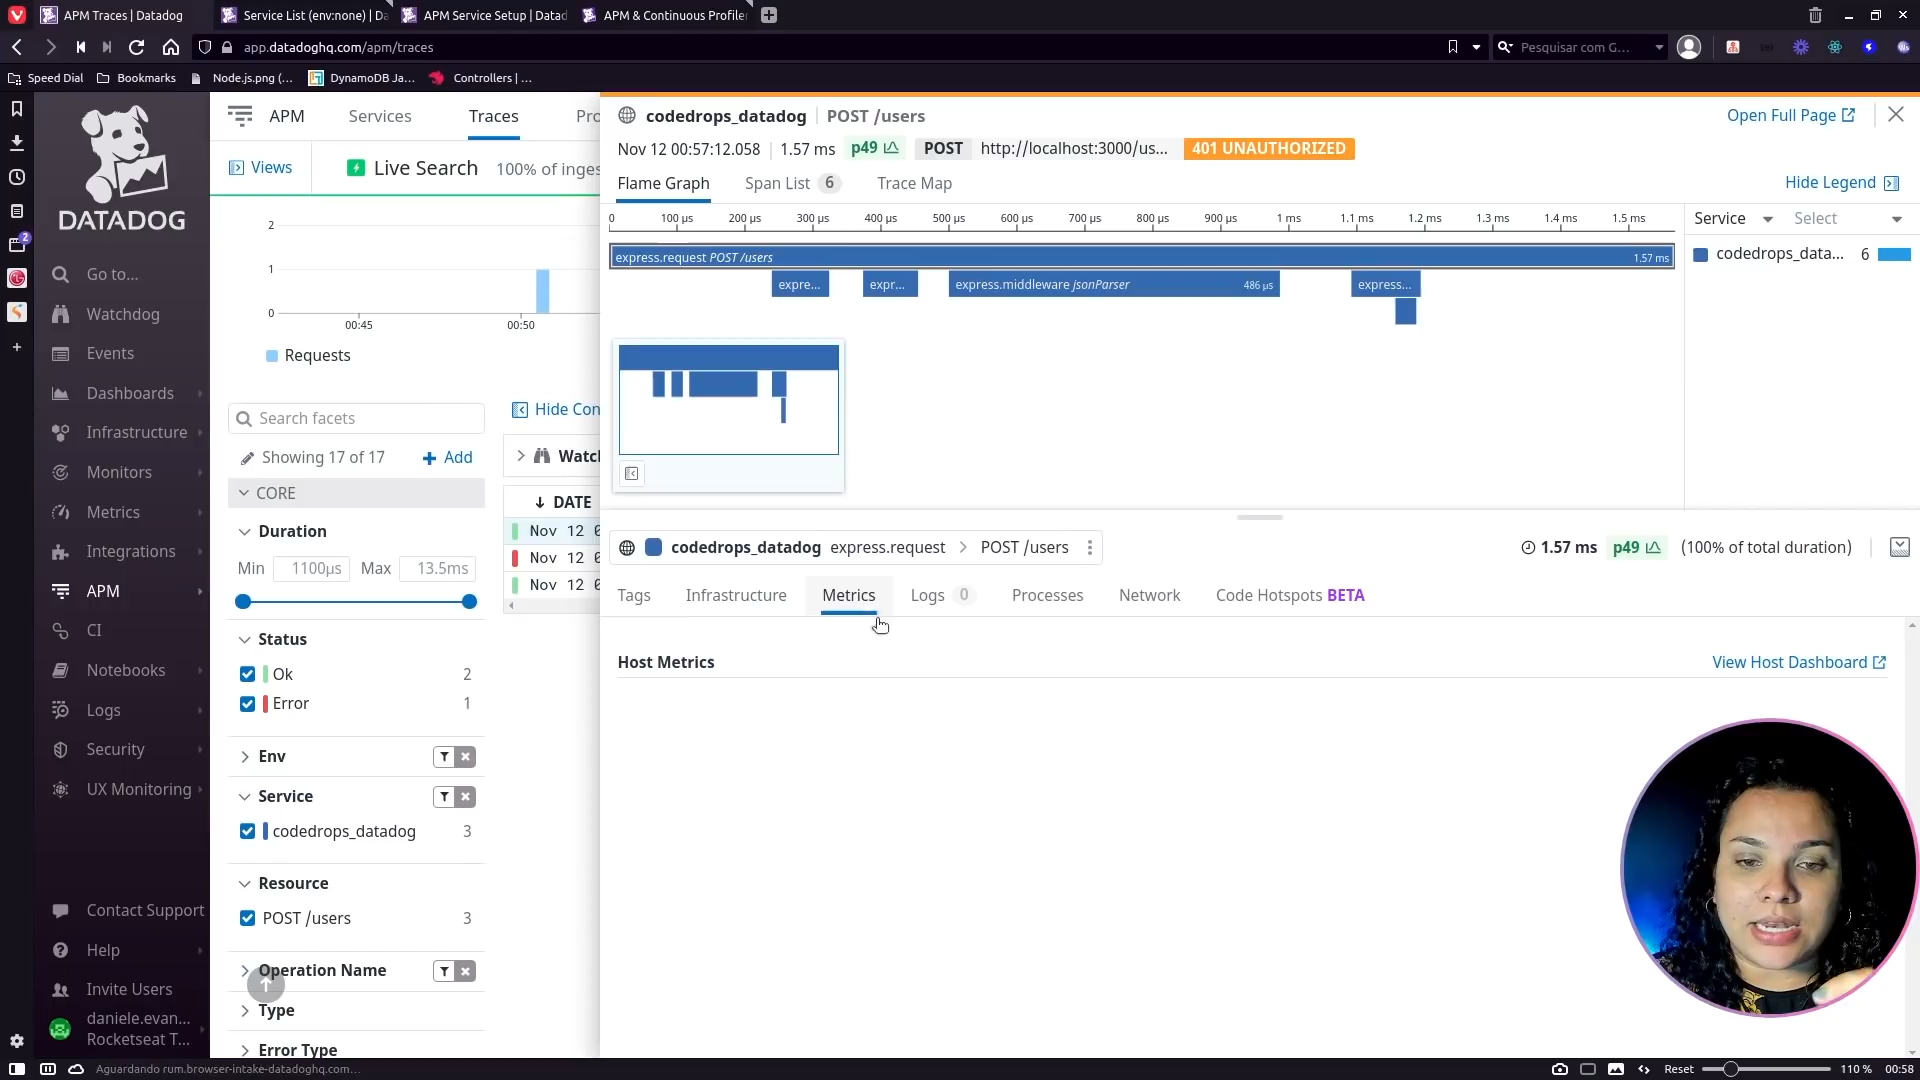 APM Traces | Datadog
Service List (env:none) | Da
APM Service Setup | Datad
APM & Continuous Profiler
app.datadoghq.com/apm/traces
Pesquisar com G...
Speed Dial
Bookmarks
Node.js.png (...
DynamoDB Ja...
Controllers | ...
2
DATADOG
Go to...
Watchdog
Events
Dashboards
Infrastructure
Monitors
Metrics
Integrations
APM
CI
Notebooks
Logs
Security
UX Monitoring
Contact Support
Help
Invite Users
daniele.evan...
Rocketseat T...
APM
Services
Traces
Pro
Views
Live Search
100% of inges
2
1
0
00:45
00:50
Requests
Search facets
Showing 17 of 17
Add
CORE
Duration
Min
1100µs
Max
13.5ms
Status
Ok
2
Error
1
Env
Service
codedrops_datadog
3
Resource
POST /users
3
Operation Name
Type
Error Type
Hide Con
Watc
DATE
Nov 12 0
Nov 12 0
Nov 12 0
codedrops_datadog
POST /users
Open Full Page
Nov 12 00:57:12.058
1.57 ms
p49
POST
http://localhost:3000/us...
401 UNAUTHORIZED
Flame Graph
Span List
6
Trace Map
Hide Legend
0
100 µs
200 µs
300 µs
400 µs
500 µs
600 µs
700 µs
800 µs
900 µs
1 ms
1.1 ms
1.2 ms
1.3 ms
1.4 ms
1.5 ms
Service
Select
express.request POST /users
1.57 ms
codedrops_data...
6
expre...
expr...
express.middleware jsonParser
486 µs
express...
codedrops_datadog
express.request
POST /users
1.57 ms
p49
(100% of total duration)
Tags
Infrastructure
Metrics
Logs
0
Processes
Network
Code Hotspots BETA
Host Metrics
View Host Dashboard
Aguardando rum.browser-intake-datadoghq.com...
Reset
110 %
00:58